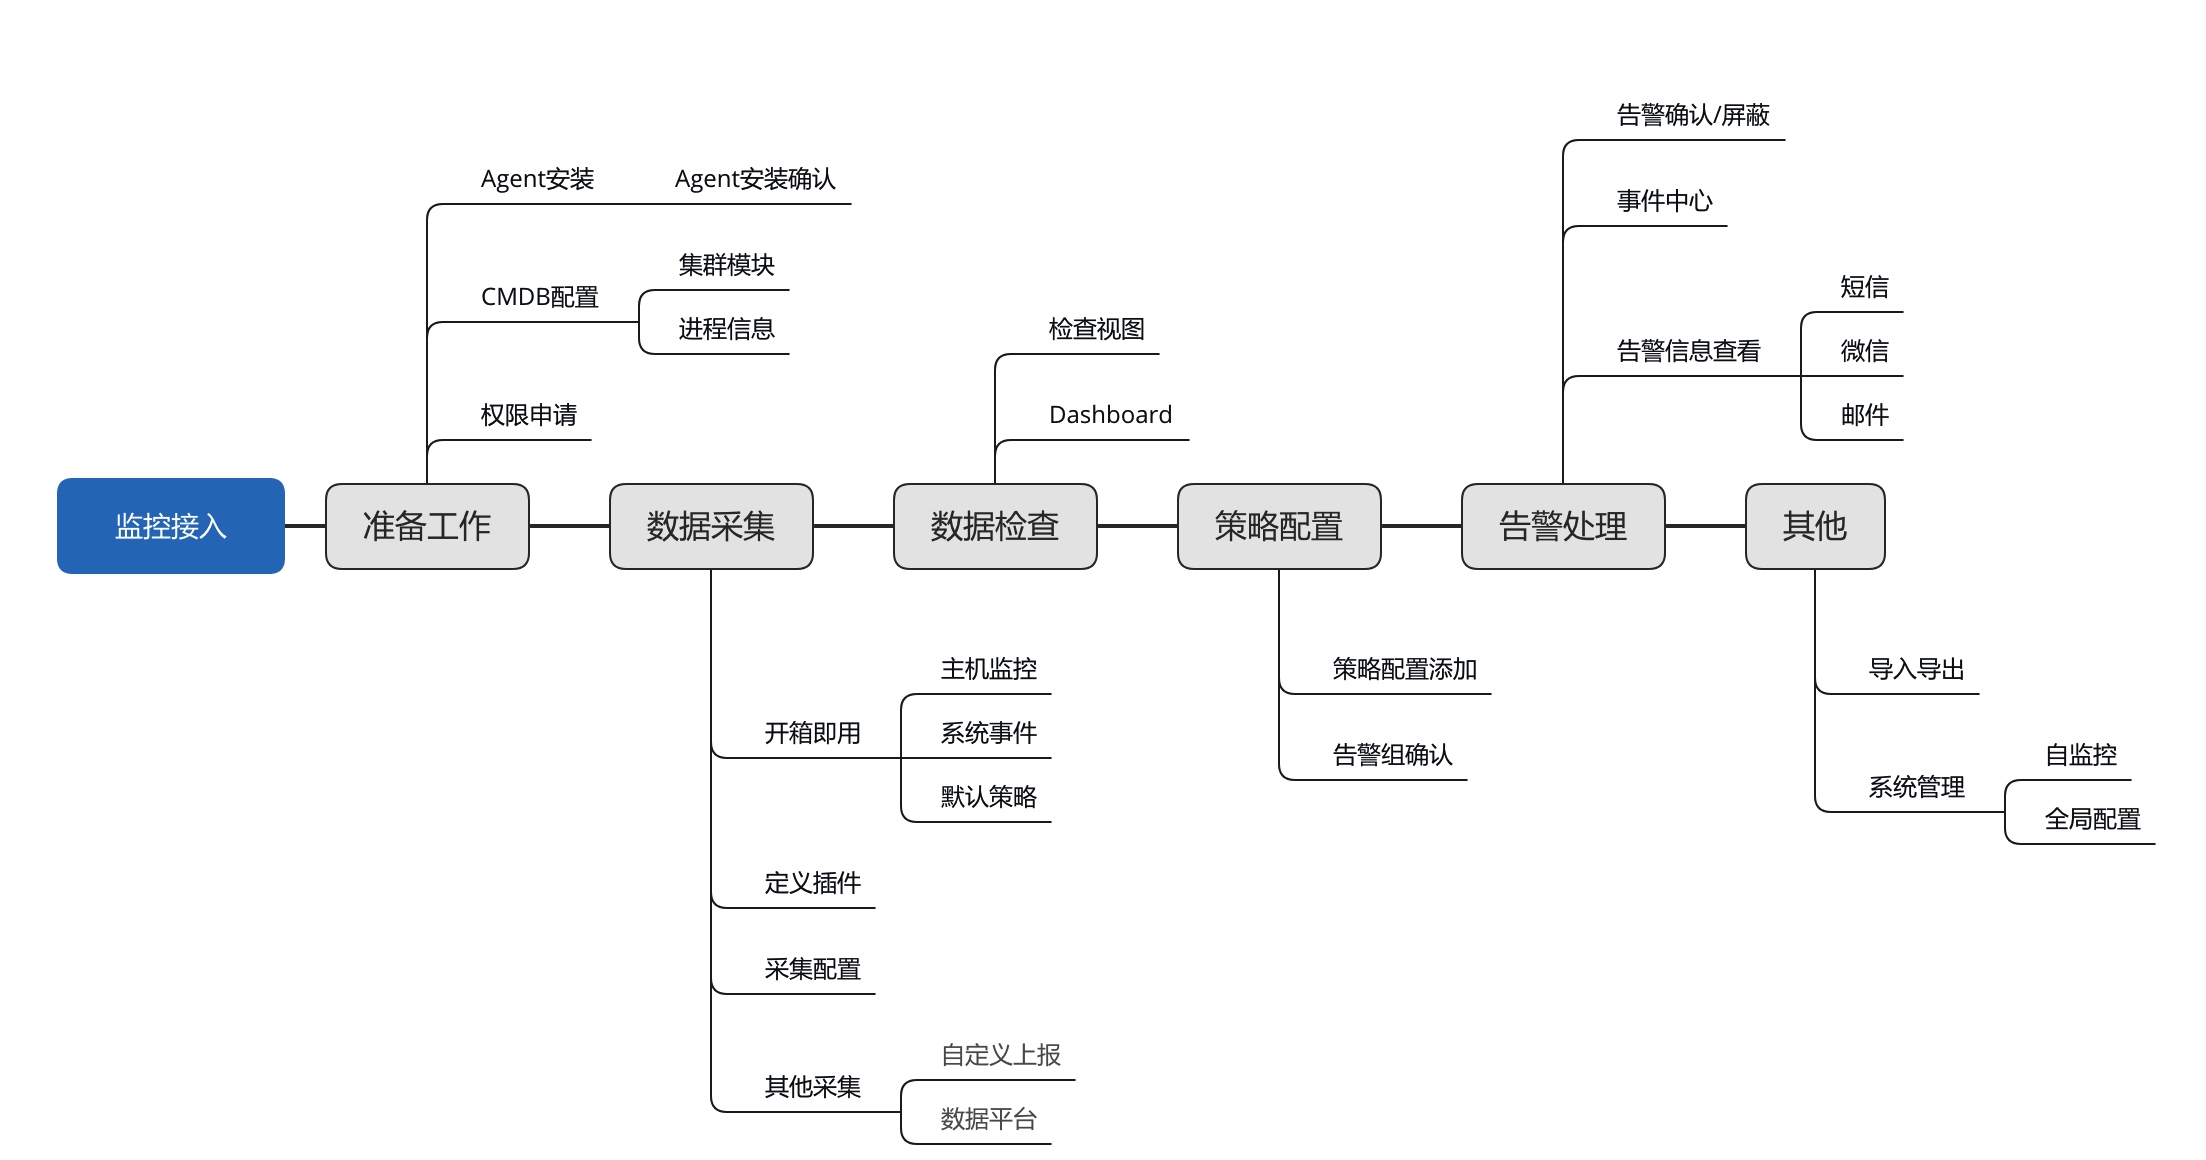 监控接入
准备工作
Agent安装
Agent安装确认
CMDB配置
集群模块
进程信息
权限申请
数据采集
开箱即用
主机监控
系统事件
默认策略
定义插件
采集配置
其他采集
自定义上报
数据平台
数据检查
检查视图
Dashboard
策略配置
策略配置添加
告警组确认
告警处理
告警确认/屏蔽
事件中心
告警信息查看
短信
微信
邮件
其他
导入导出
系统管理
自监控
全局配置